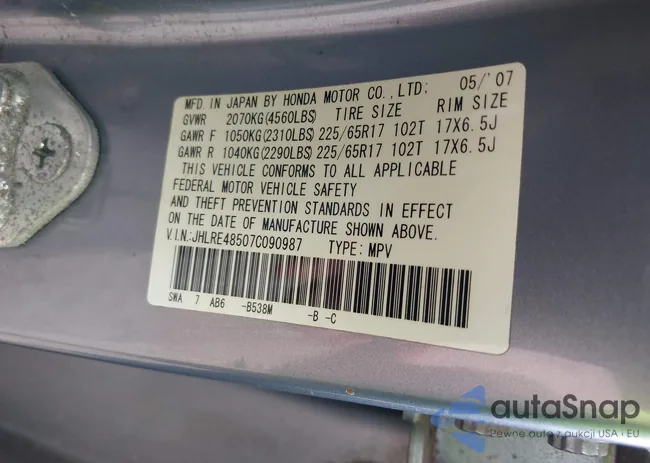 MFD. IN JAPAN BY HONDA MOTOR CO.,LTD: 05/'07
GVWR 2070KG(4560LBS) TIRE SIZE RIM SIZE
GAWR F 1050KG(2310LBS) 225/65R17 102T 17X6.5J
GAWR R 1040KG(2290LBS) 225/65R17 102T 17X6.5J
THIS VEHICLE CONFORMS TO ALL APPLICABLE
FEDERAL MOTOR VEHICLE SAFETY
AND THEFT PREVENTION STANDARDS IN EFFECT
ON THE DATE OF MANUFACTURE SHOWN ABOVE.
V.I.N.:JHLRE48507C090987 TYPE: MPV
SWA 7 AB6 -B538M -B -C
autaSnap
Pewne auto z aukcji USA i EU